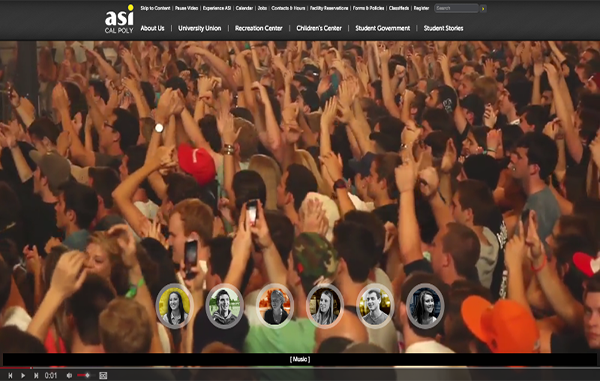 asi
CAL POLY
Skip to Content | Pause Video | Experience ASI | Calendar | Jobs | Contacts & Hours | Facility Reservations | Forms & Policies | Classifieds | Register
Search
About Us | University Union | Recreation Center | Children's Center | Student Government | Student Stories
[ Music ]
0:01